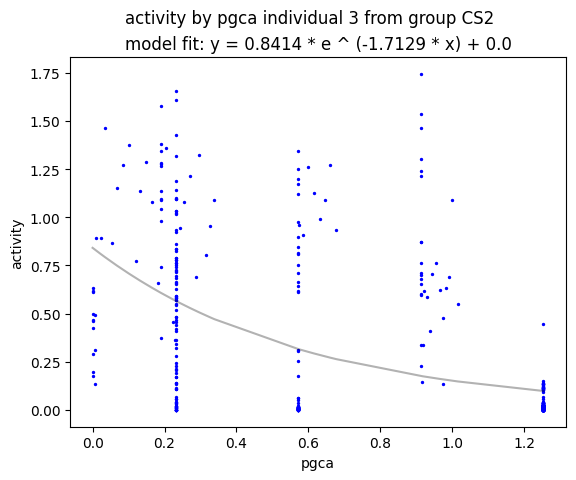 activity by pgca individual 3 from group CS2
model fit: y = 0.8414 * e ^ (-1.7129 * x) + 0.0
1.75
1.50
1.25
1.00
0.75
0.50
0.25
0.00
activity
0.0 0.2 0.4 0.6 0.8 1.0 1.2
pgca